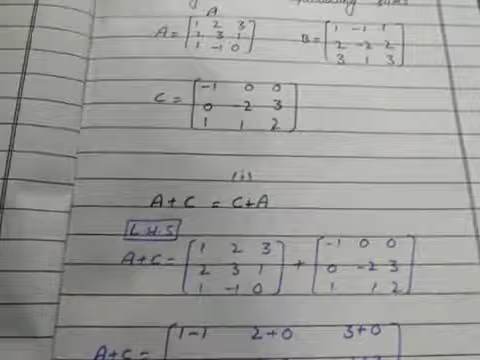 A
A = [1 2 3
2 3 1
1 -1 0]
B = [1 -1 1
2 -2 2
3 1 3]
C = [-1 0 0
0 -2 3
1 1 2]
(i)
A+C = C+A
L.H.S
A+C = [1 2 3
2 3 1
1 -1 0] + [-1 0 0
0 -2 3
1 1 2]
A+C = [1-1 2+0 3+0